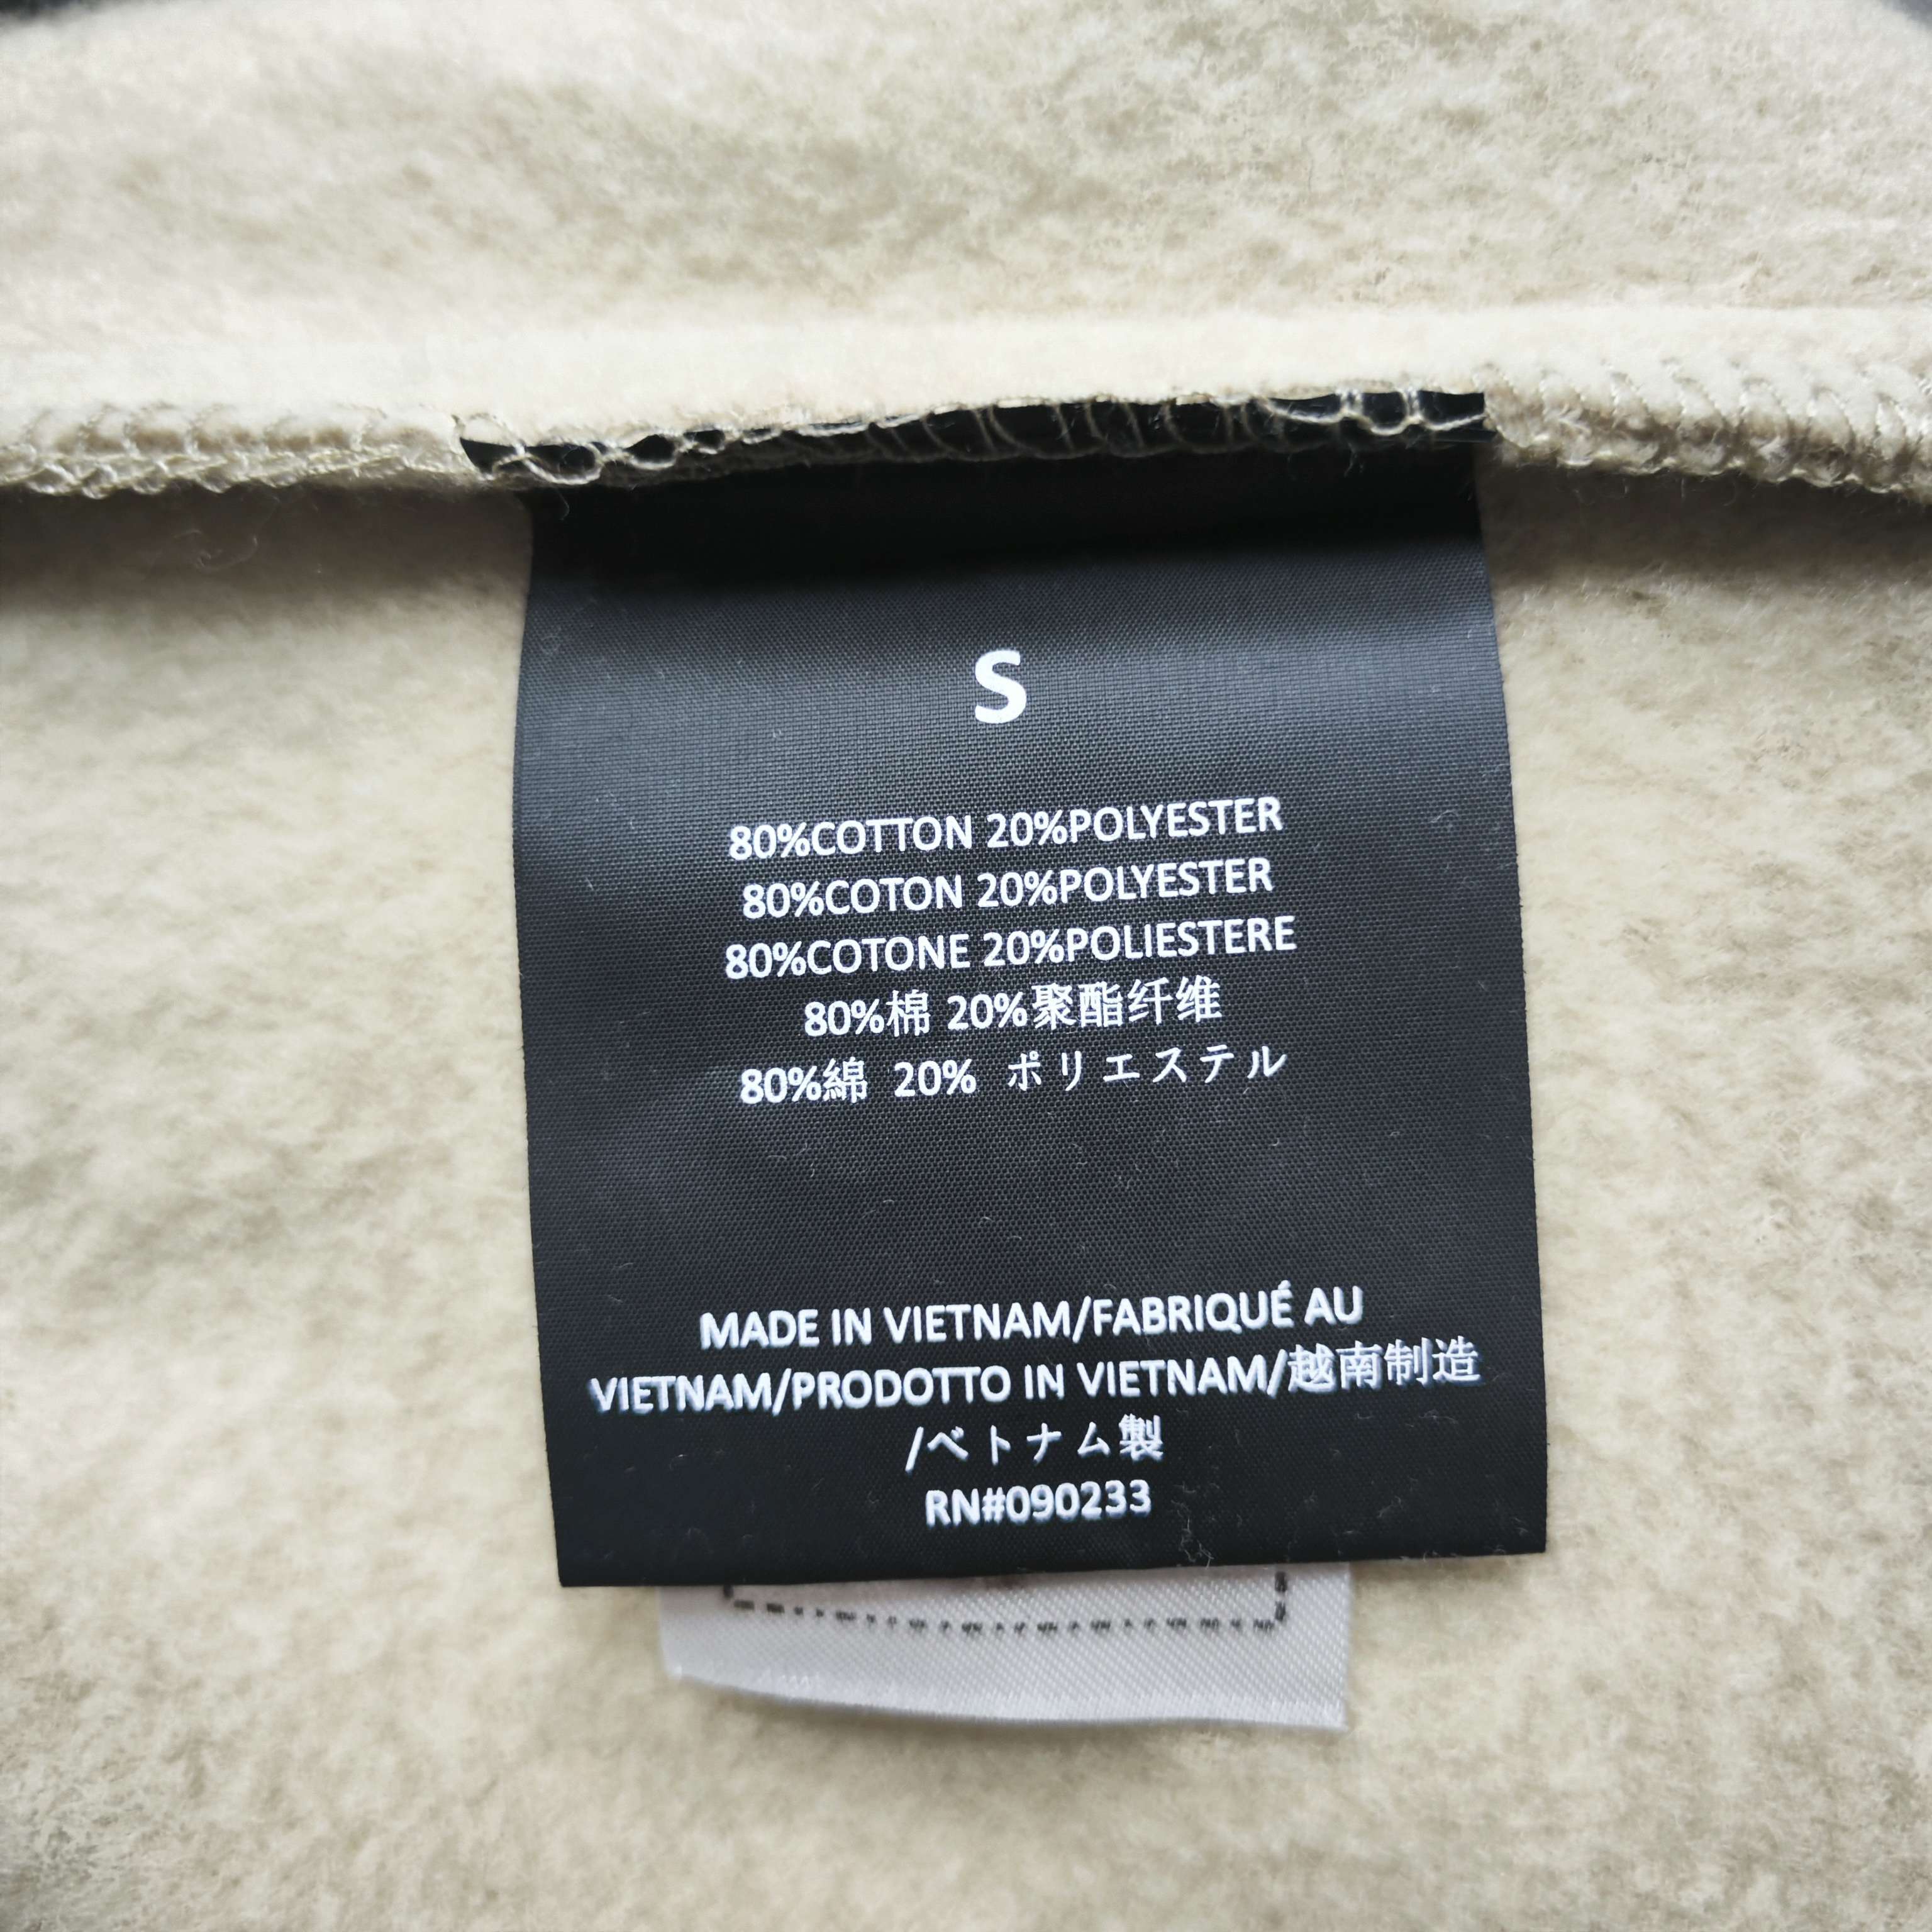 S
80%COTTON 20%POLYESTER
80%COTON 20%POLYESTER
80%COTONE 20%POLIESTERE
80%棉 20%聚酯纤维
80%綿 20% ポリエステル
MADE IN VIETNAM/FABRIQUÉ AU
VIETNAM/PRODOTTO IN VIETNAM/越南制造
/ベトナム製
RN#090233